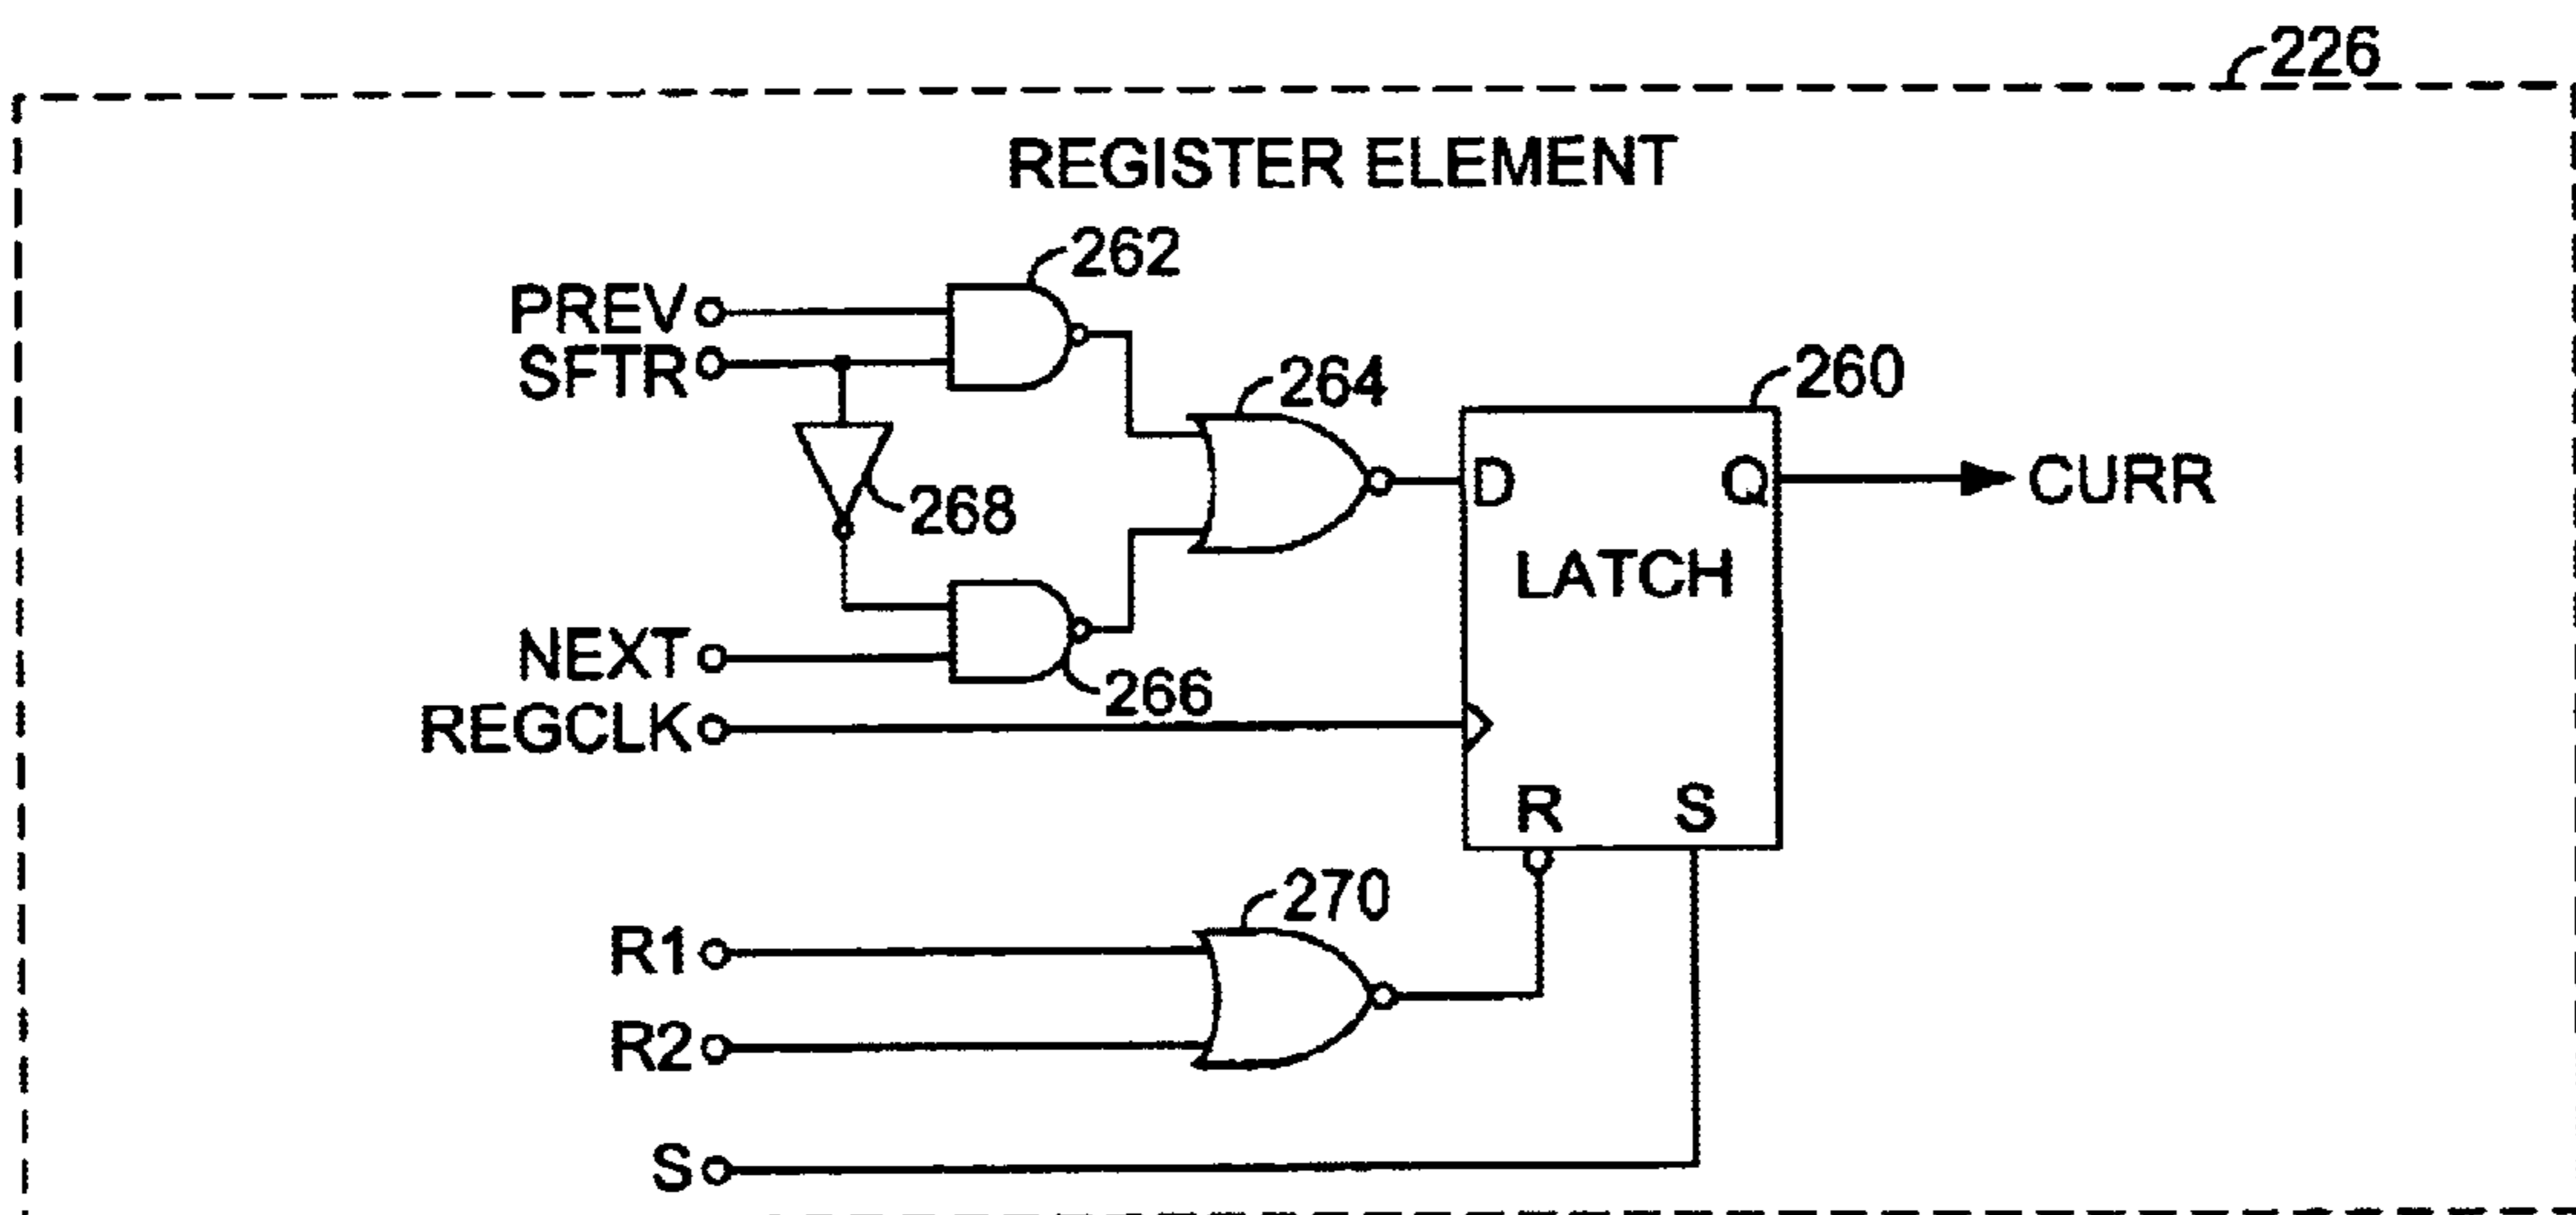 226
REGISTER ELEMENT
262
PREV
SFTR
264
260
268
D
Q
CURR
LATCH
NEXT
266
REGCLK
R
S
270
R1
R2
S